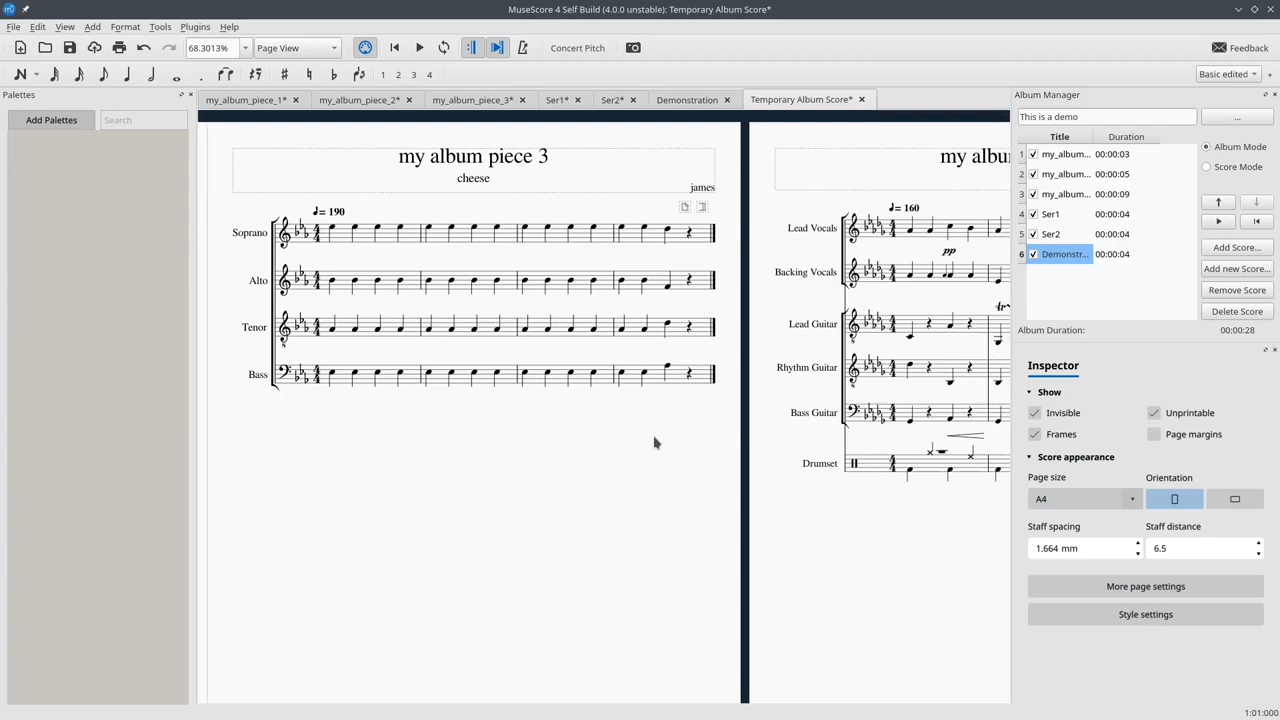 MuseScore 4 Self Build (4.0.0 unstable): Temporary Album Score*
File Edit View Add Format Tools Plugins Help
68.3013% Page View Concert Pitch Feedback
1 2 3 4 Basic edited
Palettes
Add Palettes Search
my_album_piece_1* my_album_piece_2* my_album_piece_3* Ser1* Ser2* Demonstration Temporary Album Score*
my album piece 3
cheese
james
= 190
Soprano
Alto
Tenor
Bass
my albu
= 160
Lead Vocals
pp
Backing Vocals
tr
Lead Guitar
Rhythm Guitar
Bass Guitar
Drumset
Album Manager
This is a demo ...
Title Duration
1 my_album... 00:00:03
2 my_album... 00:00:05
3 my_album... 00:00:09
4 Ser1 00:00:04
5 Ser2 00:00:04
6 Demonstr... 00:00:04
Album Mode
Score Mode
Add Score...
Add new Score...
Remove Score
Delete Score
Album Duration: 00:00:28
Inspector
Show
Invisible Unprintable
Frames Page margins
Score appearance
Page size Orientation
A4
Staff spacing Staff distance
1.664 mm 6.5
More page settings
Style settings
1:01:000